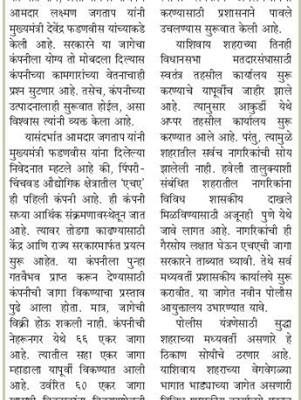 आमदार लक्ष्मण जगताप यांनी
मुख्यमंत्री देवेंद्र फडणवीस यांच्याकडे
केली आहे. सरकारने या जागेचा
कंपनीला योग्य तो मोबदला दिल्यास
कंपनीच्या कामगारांच्या वेतनाचाही
प्रश्न सुटणार आहे. तसेच, कंपनीच्या
उत्पादनालाही सुरुवात होईल, असा
विश्वास त्यांनी व्यक्त केला आहे.
यासंदर्भात आमदार जगताप यांनी
मुख्यमंत्री फडणवीस यांना दिलेल्या
निवेदनात म्हटले आहे की, पिंपरी-
चिंचवड औद्योगिक क्षेत्रातील 'एचए'
ही पहिली कंपनी आहे. ही कंपनी
सध्या आर्थिक संक्रमणावस्थेतून जात
आहे. त्यावर तोडगा काढण्यासाठी
केंद्र आणि राज्य सरकारमार्फत प्रयत्न
सुरू आहेत. या कंपनीला पुन्हा
गतवैभव प्राप्त करून देण्यासाठी
कंपनीची जागा विकण्याचा प्रस्ताव
पुढे आला होता. मात्र, जागेची
विक्री होऊ शकली नाही. कंपनीची
नेहरूनगर येथे ६६ एकर जागा
आहे. त्यातील सहा एकर जागा
म्हाडाला यापूर्वी विकण्यात आली
आहे. उर्वरित ६० एकर जागा
करण्यासाठी प्रशासनाने पावले
उचलण्यास सुरुवात केली आहे.
याशिवाय शहराच्या तिन्ही
विधानसभा मतदारसंघासाठी
स्वतंत्र तहसील कार्यालय सुरू
करण्याचे यापूर्वीच जाहीर झाले
आहे. त्यानुसार आकुर्डी येथे
अप्पर तहसील कार्यालय सुरू
करण्यात आले आहे. परंतु, त्यामुळे
शहरातील सर्वच नागरिकांची सोय
झालेली नाही. हवेली तालुक्याशी
संबंधित शहरातील नागरिकांना
विविध शासकीय दाखले
मिळविण्यासाठी अजूनही पुणे येथे
जावे लागत आहे. नागरिकांची ही
गैरसोय लक्षात घेऊन एचएची जागा
सरकारने ताब्यात घ्यावी. तेथे सर्व
मध्यवर्ती प्रशासकीय कार्यालये सुरू
करावीत. या जागेत नवीन पोलीस
आयुक्तालय उभारण्यात यावे.
पोलीस यंत्रणेसाठी सुद्धा
शहराच्या मध्यवर्ती असणारे हे
ठिकाण सोयीचे ठरणार आहे.
याशिवाय शहराच्या वेगवेगळ्या
भागात भाड्याच्या जागेत असणारी